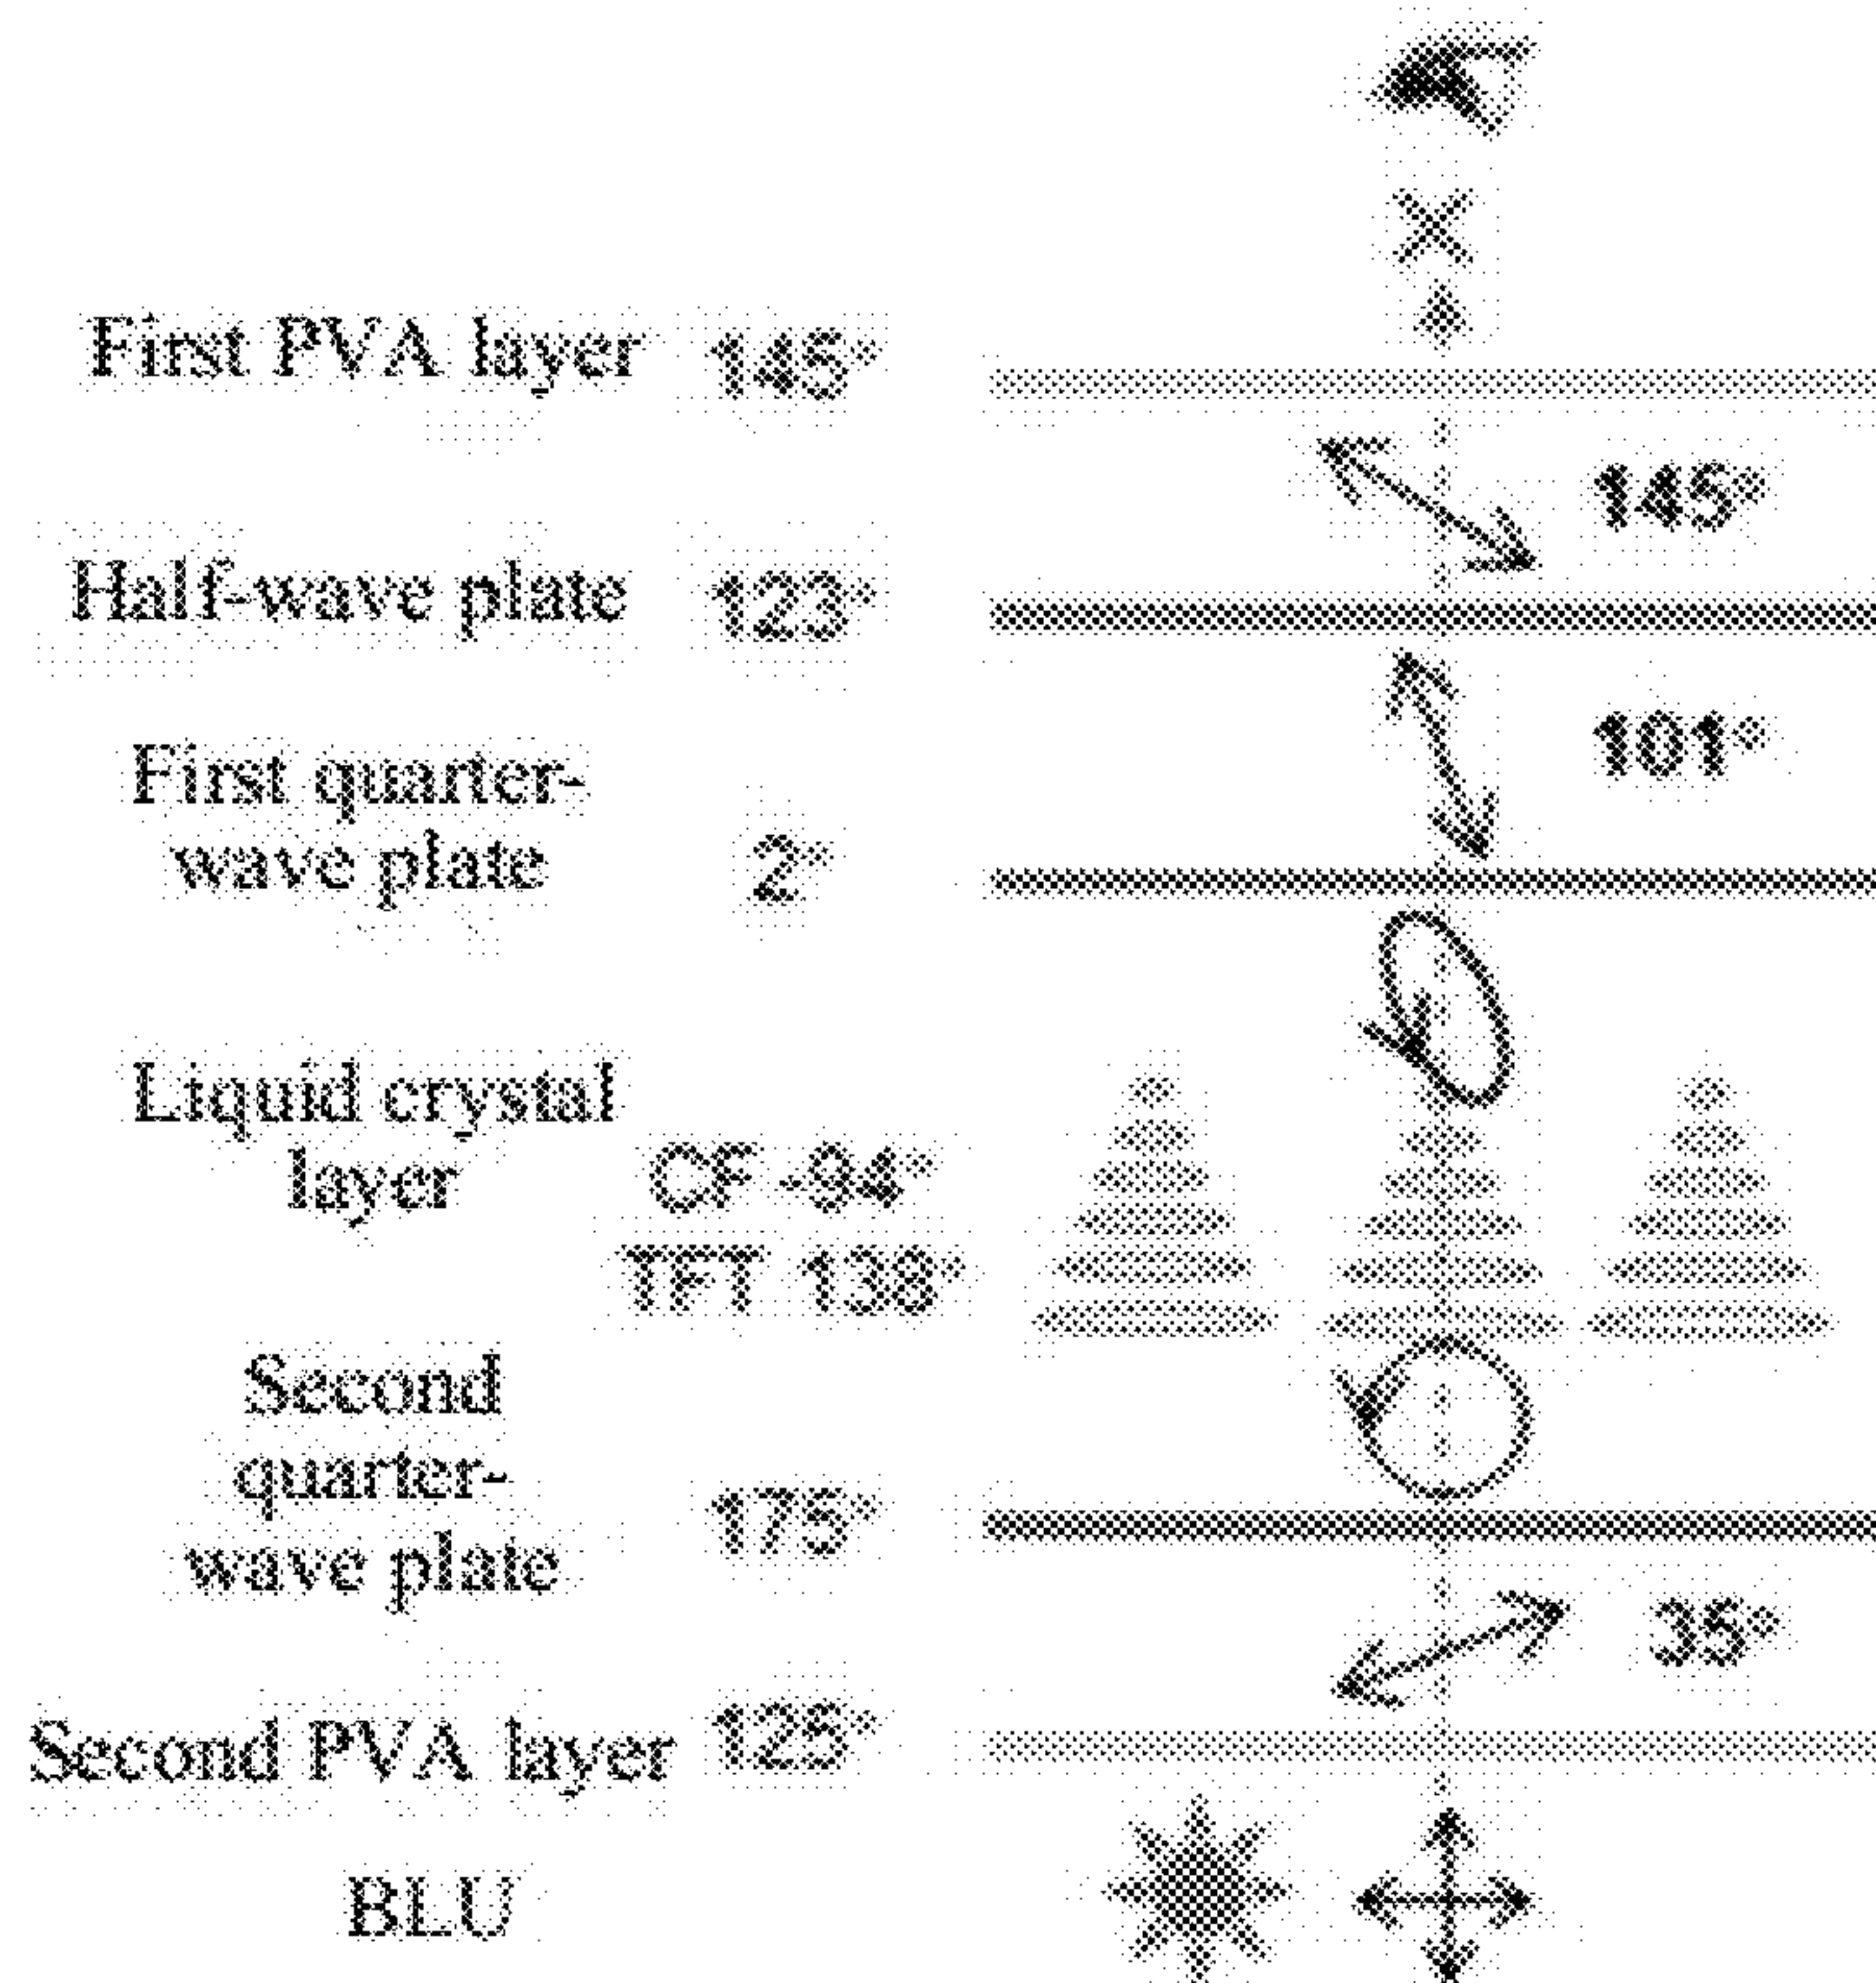 First PVA layer 145°
145°
Half-wave plate 123°
101°
First quarter-
wave plate 2°
Liquid crystal
layer CF -94°
TFT 138°
Second
quarter-
wave plate 175°
35°
Second PVA layer 125°
BLU